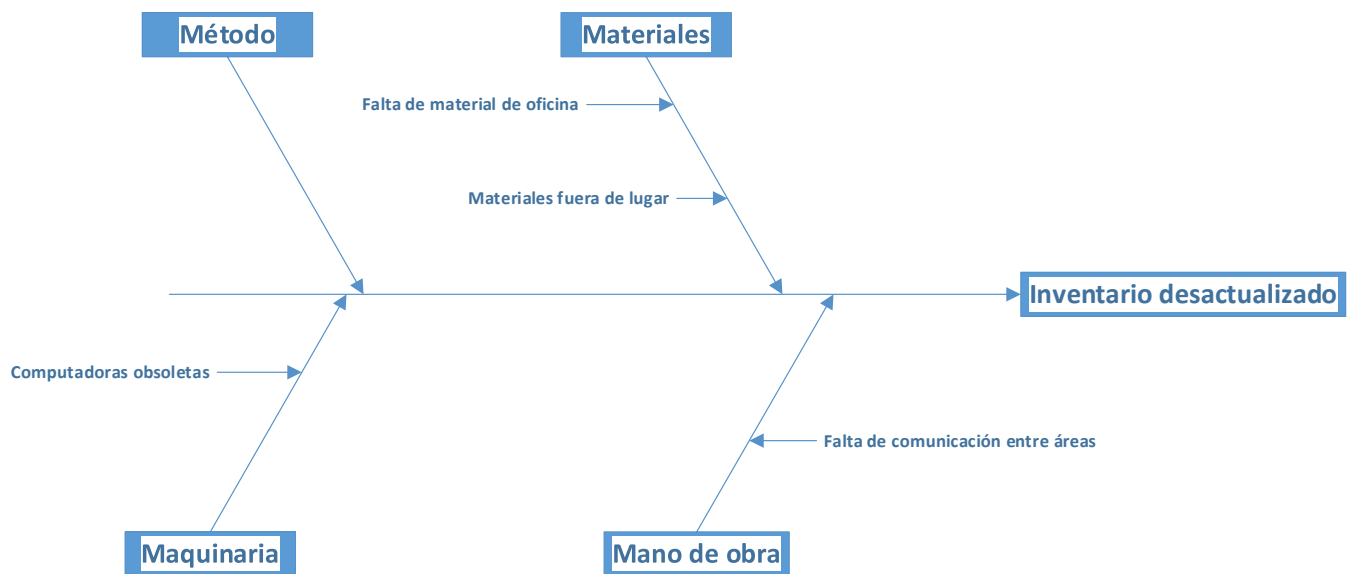 Método
Materiales
Falta de material de oficina
Materiales fuera de lugar
Inventario desactualizado
Computadoras obsoletas
Falta de comunicación entre áreas
Maquinaria
Mano de obra